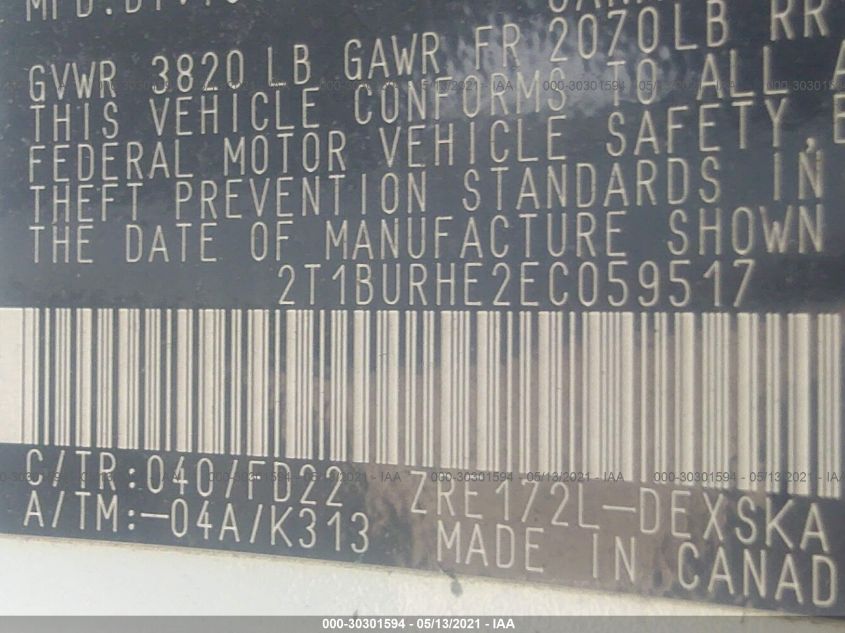 GVWR 3820 LB GAWR FR 2070LB RR
THIS VEHICLE CONFORMS TO ALL A
FEDERAL MOTOR VEHICLE SAFETY,
THEFT PREVENTION STANDARDS IN
THE DATE OF MANUFACTURE SHOWN
2T1BURHE2EC059517
C/TR:040/FD22 ZRE172L-DEXSKA
A/TM:-04A/K313 MADE IN CANAD
000-30301594 - 05/13/2021 - IAA